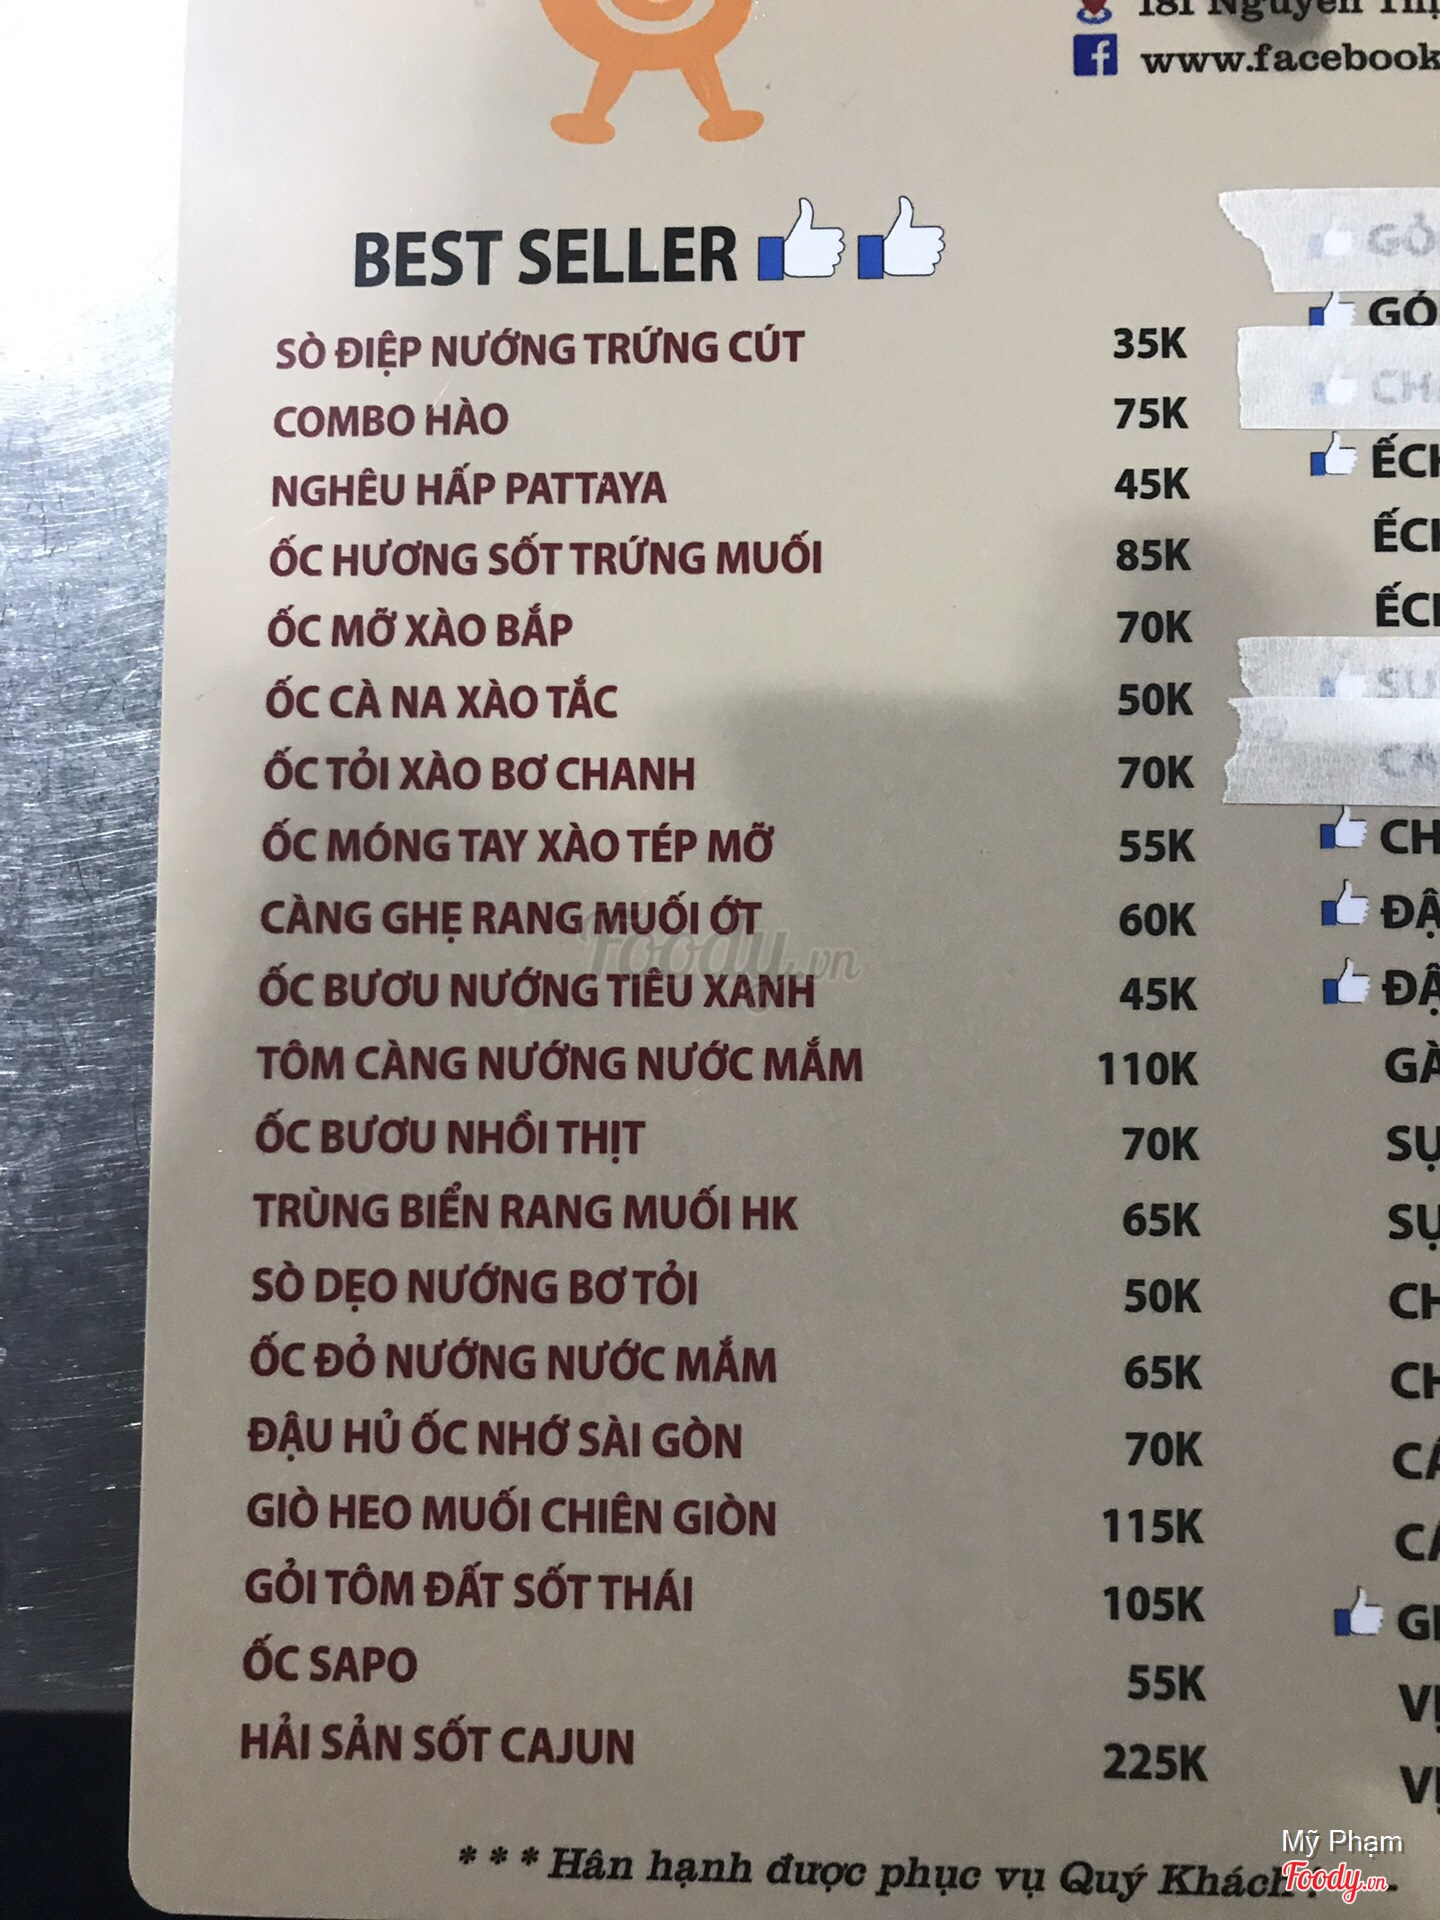 181 Nguyễn
www.facebook
BEST SELLER
SÒ ĐIỆP NƯỚNG TRỨNG CÚT 35K
COMBO HÀO 75K
NGHÊU HẤP PATTAYA 45K
ỐC HƯƠNG SỐT TRỨNG MUỐI 85K
ỐC MỠ XÀO BẮP 70K
ỐC CÀ NA XÀO TẮC 50K
ỐC TỎI XÀO BƠ CHANH 70K
ỐC MÓNG TAY XÀO TÉP MỠ 55K
CÀNG GHẸ RANG MUỐI ỚT 60K
ỐC BƯƠU NƯỚNG TIÊU XANH 45K
TÔM CÀNG NƯỚNG NƯỚC MẮM 110K
ỐC BƯƠU NHỒI THỊT 70K
TRÙNG BIỂN RANG MUỐI HK 65K
SÒ DẸO NƯỚNG BƠ TỎI 50K
ỐC ĐỎ NƯỚNG NƯỚC MẮM 65K
ĐẬU HỦ ỐC NHỚ SÀI GÒN 70K
GIÒ HEO MUỐI CHIÊN GIÒN 115K
GỎI TÔM ĐẤT SỐT THÁI 105K
ỐC SAPO 55K
HẢI SẢN SỐT CAJUN 225K
* * * Hân hạnh được phục vụ Quý Khách
Foody.vn
Mỹ Phạm
Foody.vn